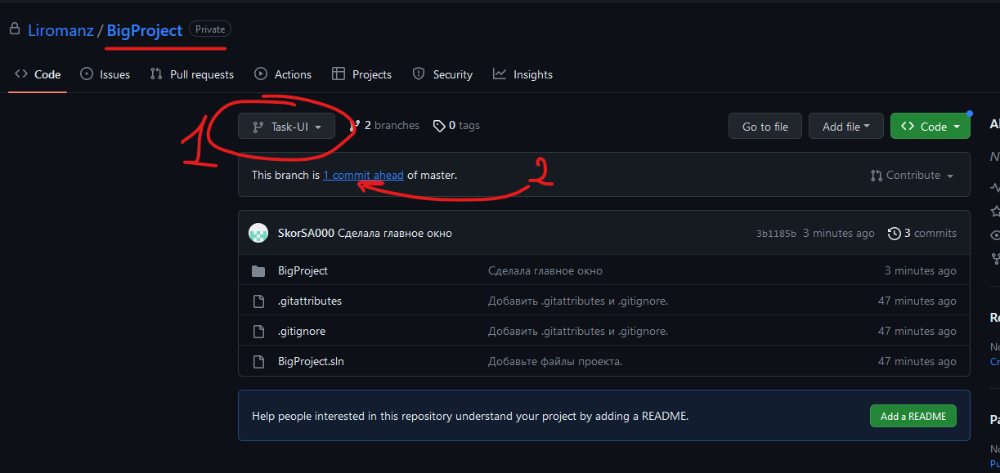 Liromanz / BigProject Private
Code Issues Pull requests Actions Projects Security Insights
1 Task-UI 2 branches 0 tags Go to file Add file Code
This branch is 1 commit ahead of master. 2 Contribute
SkorSA000 Сделала главное окно 3b1185b 3 minutes ago 3 commits
BigProject Сделала главное окно 3 minutes ago
.gitattributes Добавить .gitattributes и .gitignore. 47 minutes ago
.gitignore Добавить .gitattributes и .gitignore. 47 minutes ago
BigProject.sln Добавьте файлы проекта. 47 minutes ago
Help people interested in this repository understand your project by adding a README. Add a README